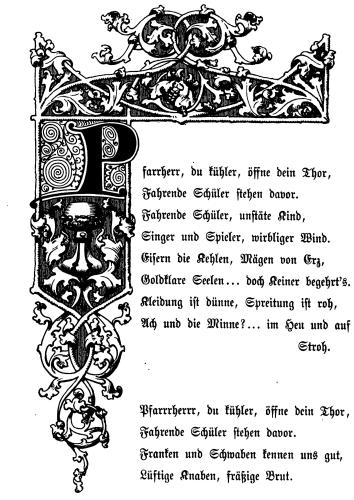 Pfarrherr, du kühler, öffne dein Thor,
Fahrende Schüler stehen davor.
Fahrende Schüler, unstäte Kind,
Singer und Spieler, wirbliger Wind.
Eisern die Kehlen, Mägen von Erz,
Goldklare Seelen... doch Keiner begehrt's.
Kleidung ist dünne, Spreitung ist roh,
Ach und die Minne?... im Heu und auf
Stroh.
Pfarrherrr, du kühler, öffne dein Thor,
Fahrende Schüler stehen davor.
Franken und Schwaben kennen uns gut,
Lüftige Knaben, fräßige Brut.